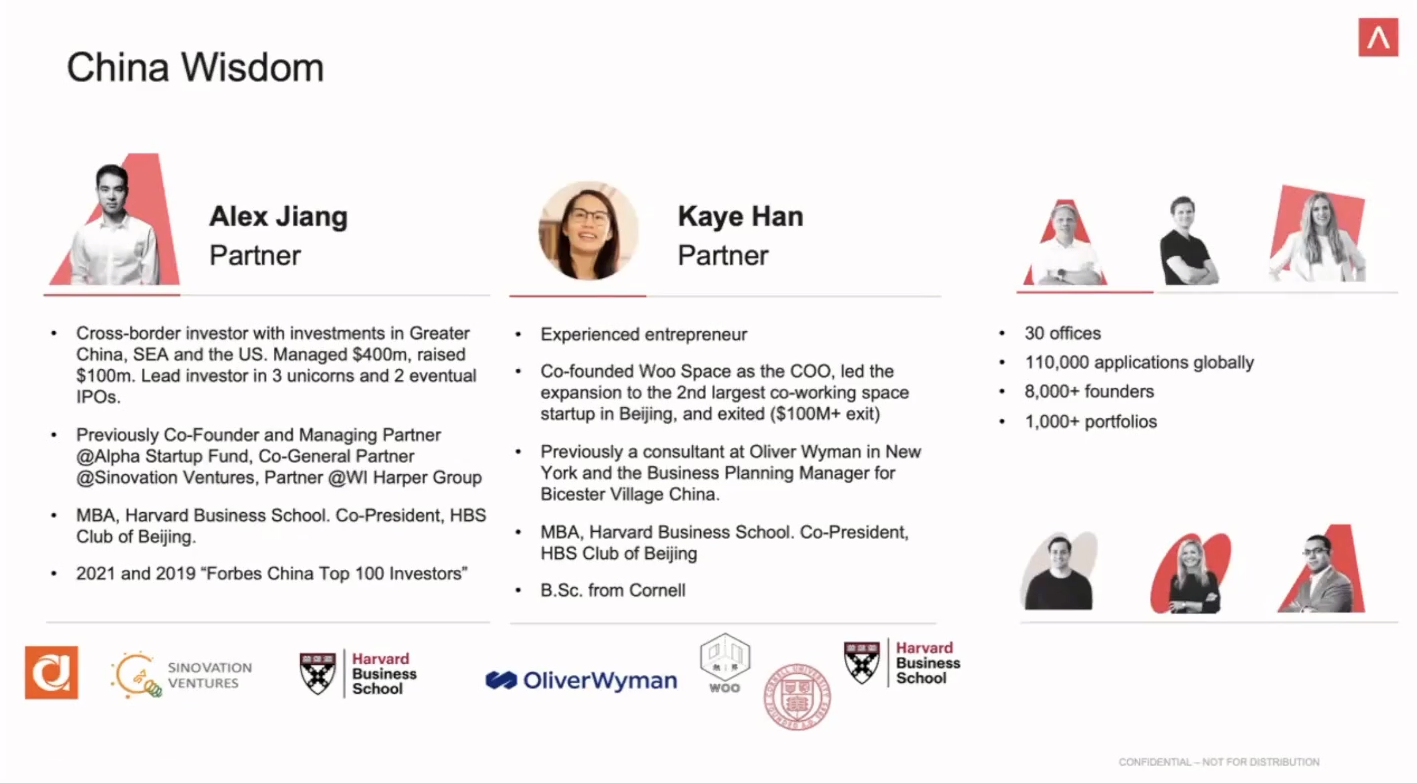 China Wisdom
Alex Jiang
Partner
• Cross-border investor with investments in Greater
China, SEA and the US. Managed $400m, raised
$100m. Lead investor in 3 unicorns and 2 eventual
IPOs.
• Previously Co-Founder and Managing Partner
@Alpha Startup Fund, Co-General Partner
@Sinovation Ventures, Partner @WI Harper Group
• MBA, Harvard Business School. Co-President, HBS
Club of Beijing.
• 2021 and 2019 “Forbes China Top 100 Investors”
SINOVATION
VENTURES
Harvard
Business
School
Kaye Han
Partner
• Experienced entrepreneur
• Co-founded Woo Space as the COO, led the
expansion to the 2nd largest co-working space
startup in Beijing, and exited ($100M+ exit)
• Previously a consultant at Oliver Wyman in New
York and the Business Planning Manager for
Bicester Village China.
• MBA, Harvard Business School. Co-President,
HBS Club of Beijing
• B.Sc. from Cornell
OliverWyman
WOO
CORNELL UNIVERSITY
Harvard
Business
School
• 30 offices
• 110,000 applications globally
• 8,000+ founders
• 1,000+ portfolios
CONFIDENTIAL – NOT FOR DISTRIBUTION